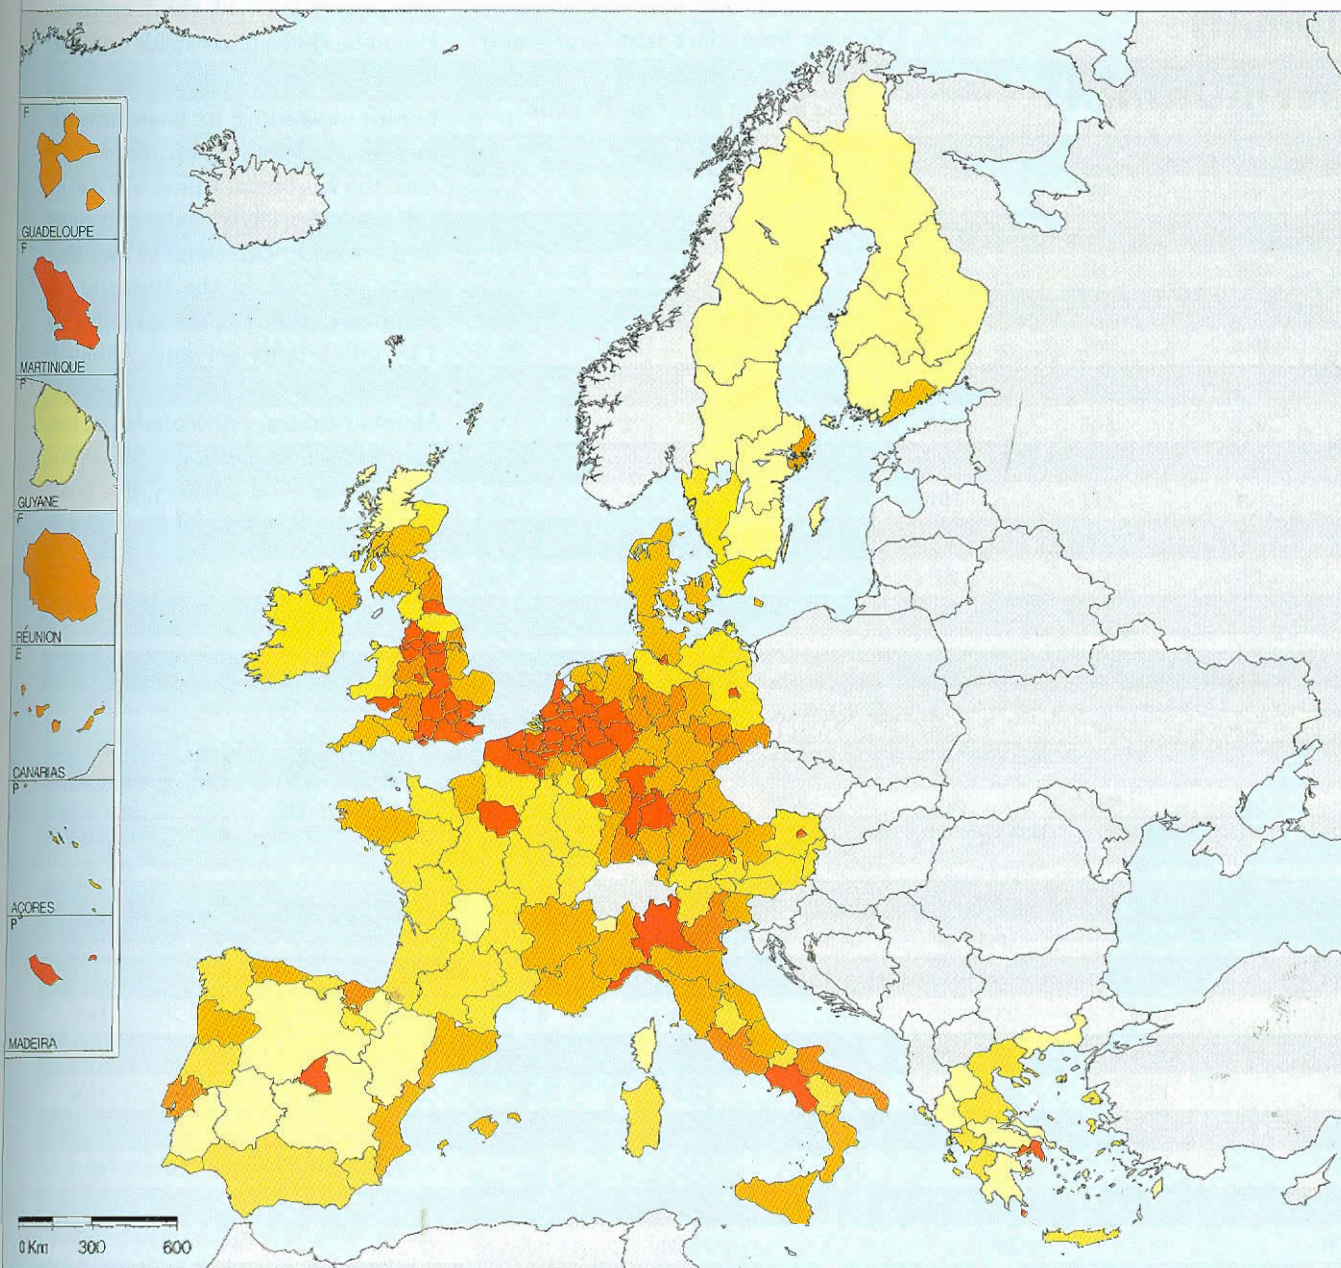 F
GUADELOUPE
F
MARTINIQUE
F
GUYANE
F
RÉUNION
E
CANARIAS
P
AÇORES
P
MADEIRA
0 Km 300 600